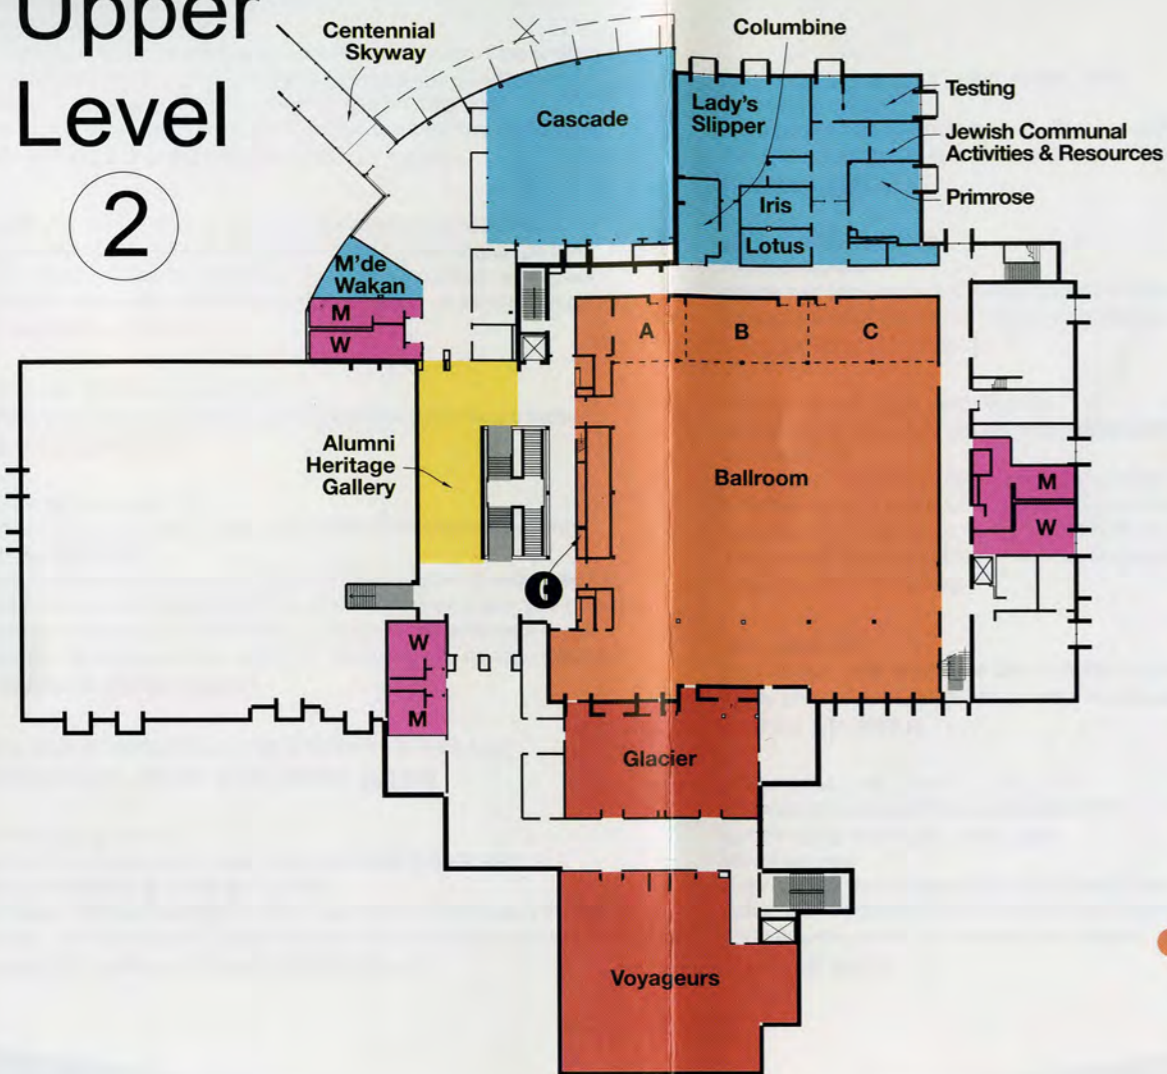 Upper
Level
2
Centennial
Skyway
Columbine
Cascade
Lady's
Slipper
Testing
Jewish Communal
Activities & Resources
Primrose
Iris
Lotus
M'de
Wakan
M
W
A
B
C
Alumni
Heritage
Gallery
Ballroom
M
W
W
M
Glacier
Voyageurs